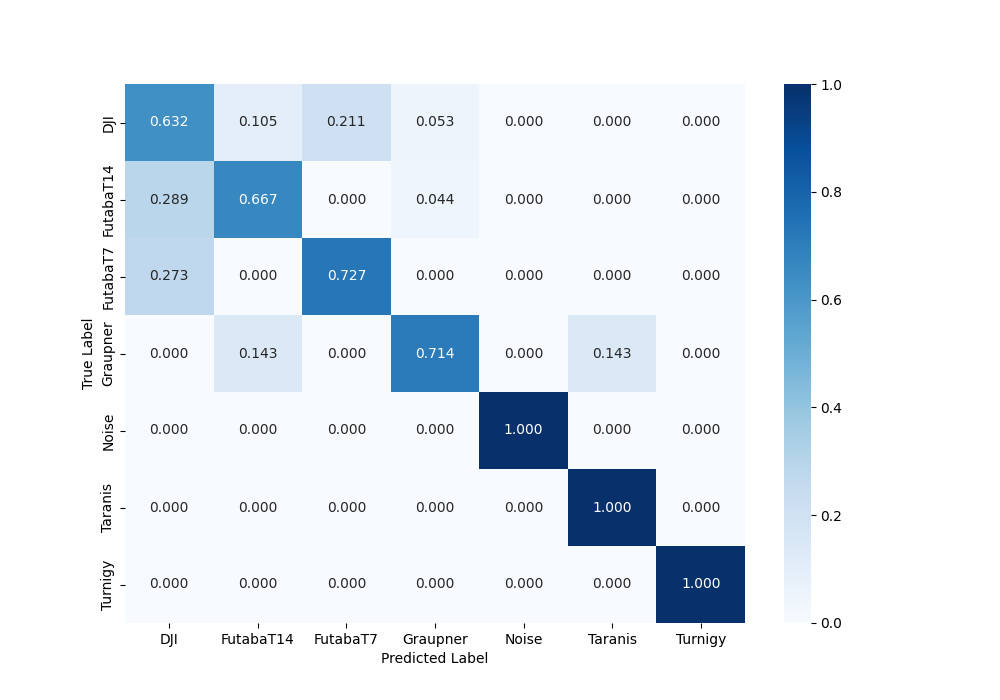 DJI 0.632 0.105 0.211 0.053 0.000 0.000 0.000
FutabaT14 0.289 0.667 0.000 0.044 0.000 0.000 0.000
FutabaT7 0.273 0.000 0.727 0.000 0.000 0.000 0.000
True Label
Graupner 0.000 0.143 0.000 0.714 0.000 0.143 0.000
Noise 0.000 0.000 0.000 0.000 1.000 0.000 0.000
Taranis 0.000 0.000 0.000 0.000 0.000 1.000 0.000
Turnigy 0.000 0.000 0.000 0.000 0.000 0.000 1.000
DJI FutabaT14 FutabaT7 Graupner Noise Taranis Turnigy
Predicted Label
1.0
0.8
0.6
0.4
0.2
0.0